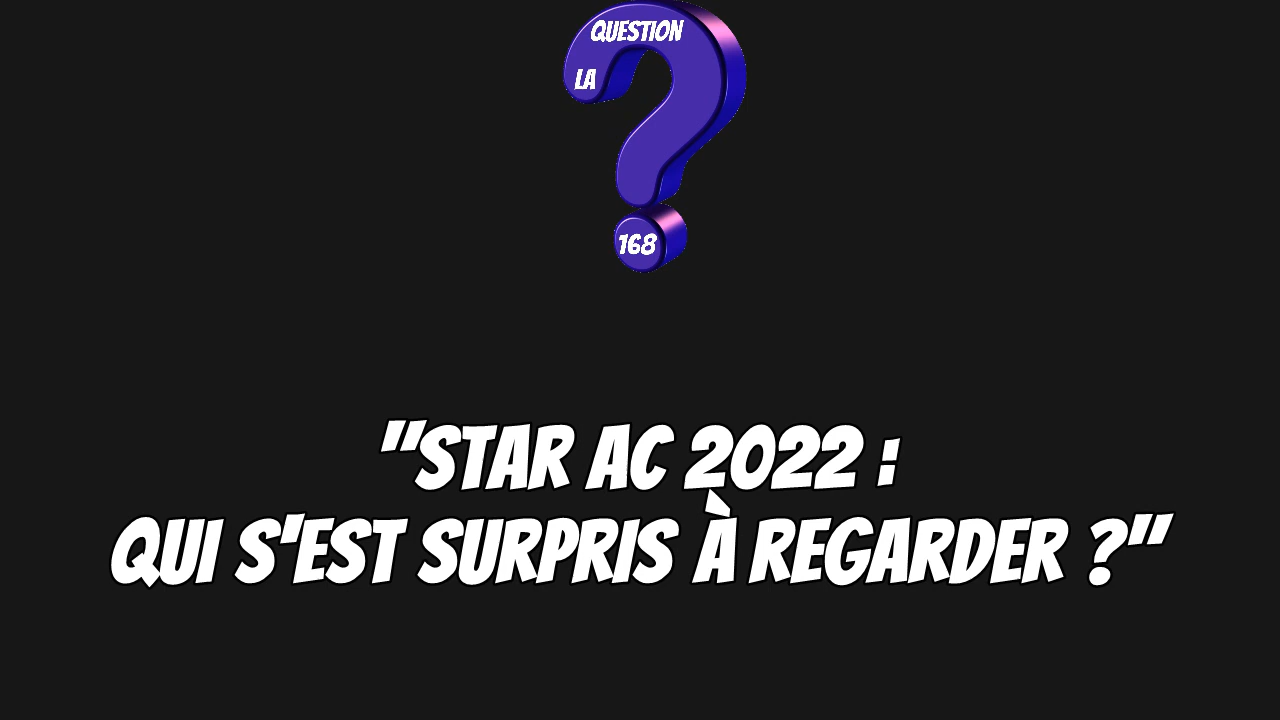 QUESTION
LA
168
"STAR AC 2022 :
QUI S'EST SURPRIS À REGARDER ?"